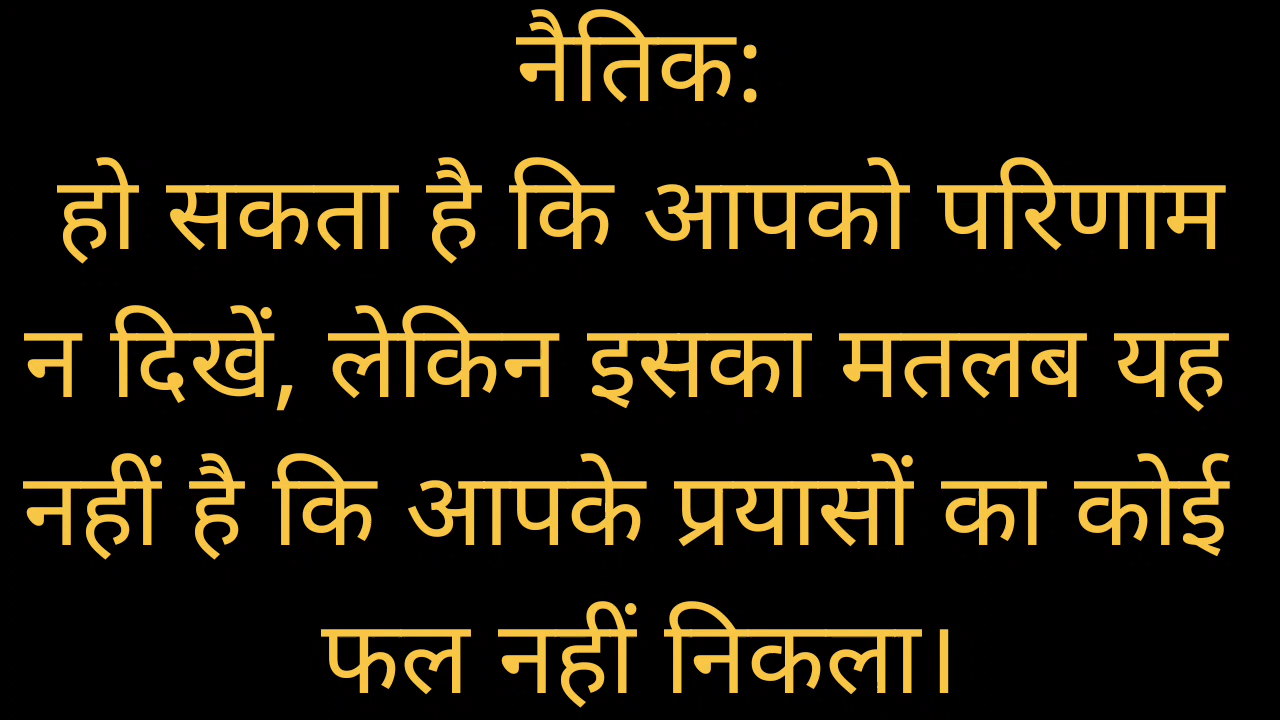 नैतिक:
हो सकता है कि आपको परिणाम
न दिखें, लेकिन इसका मतलब यह
नहीं है कि आपके प्रयासों का कोई
फल नहीं निकला।